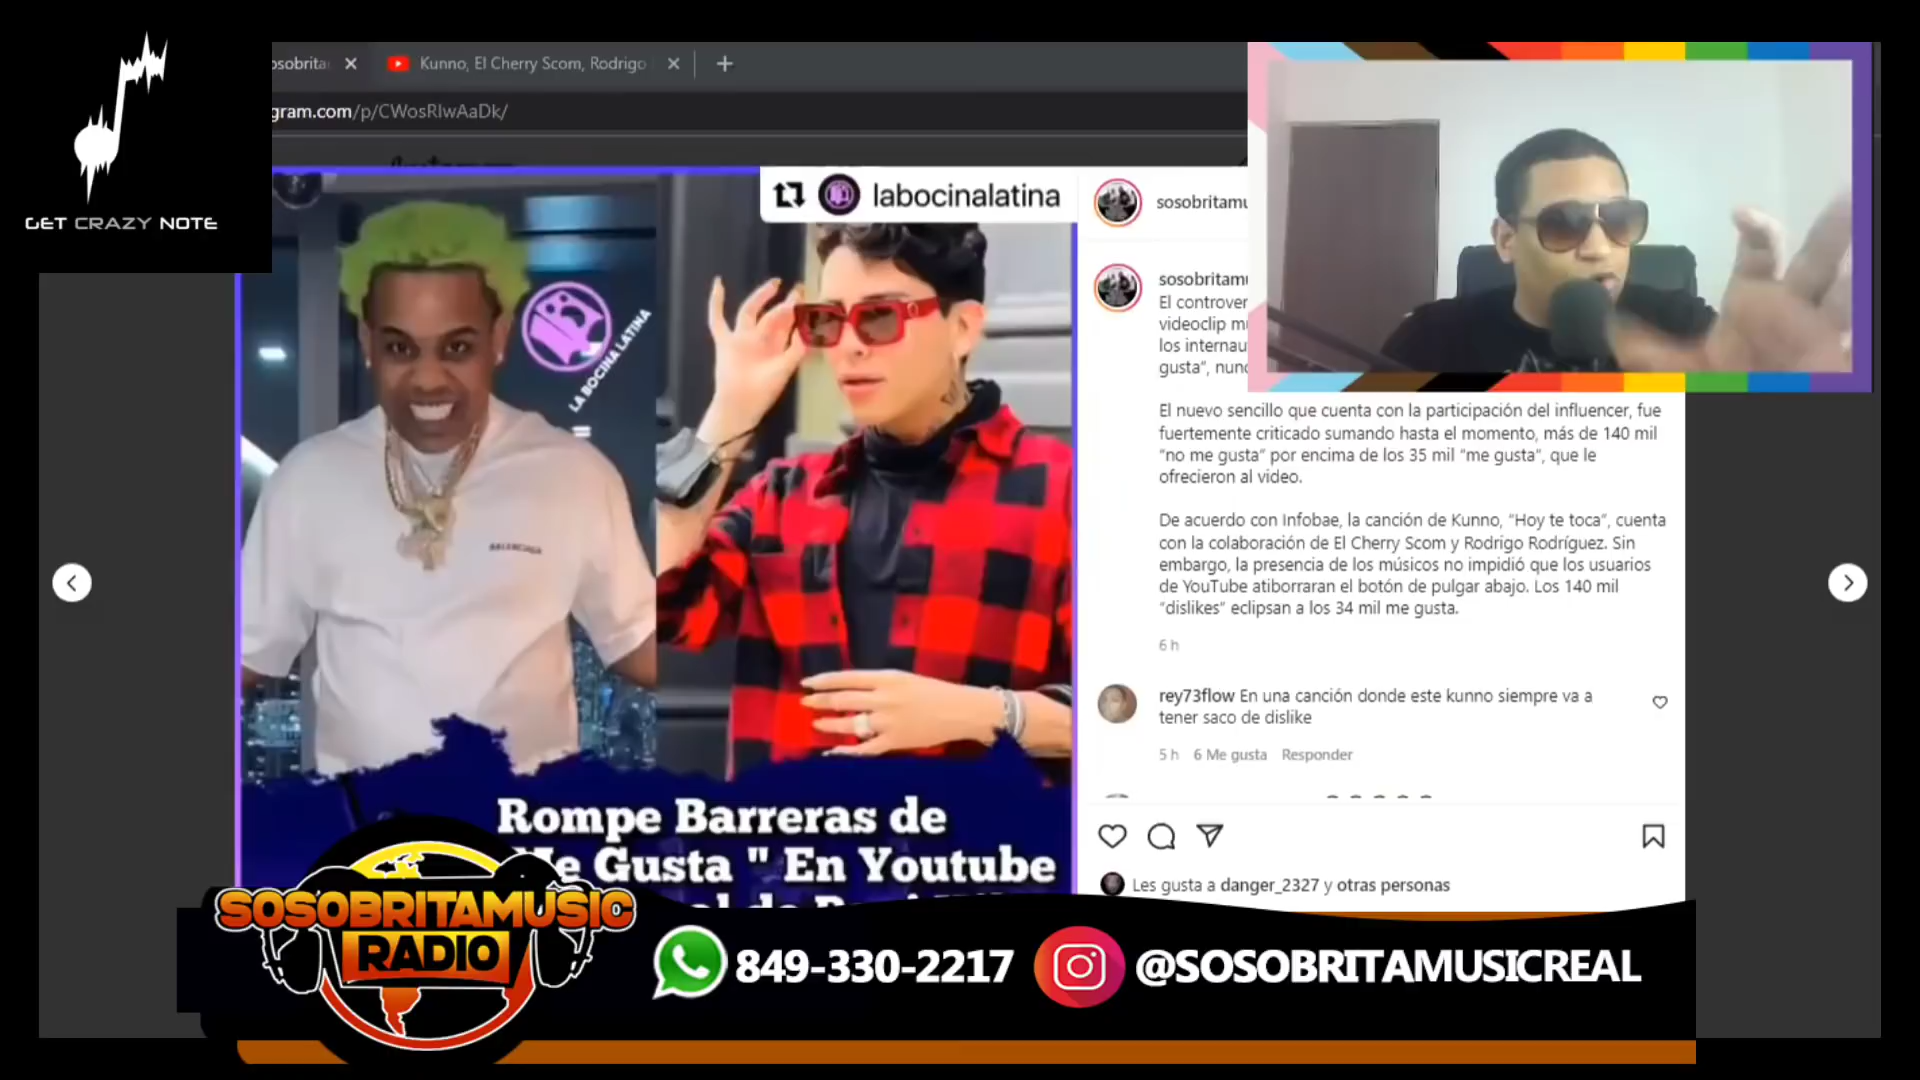 GET CRAZY NOTE
Kunno, El Cherry Scom, Rodrigo
gram.com/p/CWosRlwAaDk/
labocinalatina
LA BOCINA LATINA
BALENCIAGA
Rompe Barreras de
Me Gusta " En Youtube
sosobritamu
sosobritamu
El controver
videoclip mu
los internau
gusta", nunc
El nuevo sencillo que cuenta con la participación del influencer, fue
fuertemente criticado sumando hasta el momento, más de 140 mil
"no me gusta" por encima de los 35 mil "me gusta", que le
ofrecieron al video.
De acuerdo con Infobae, la canción de Kunno, "Hoy te toca", cuenta
con la colaboración de El Cherry Scom y Rodrigo Rodríguez. Sin
embargo, la presencia de los músicos no impidió que los usuarios
de YouTube atiborraran el botón de pulgar abajo. Los 140 mil
"dislikes" eclipsan a los 34 mil me gusta.
6 h
rey73flow En una canción donde este kunno siempre va a
tener saco de dislike
5 h 6 Me gusta Responder
Les gusta a danger_2327 y otras personas
SOSOBRITAMUSIC
RADIO
849-330-2217
@SOSOBRITAMUSICREAL